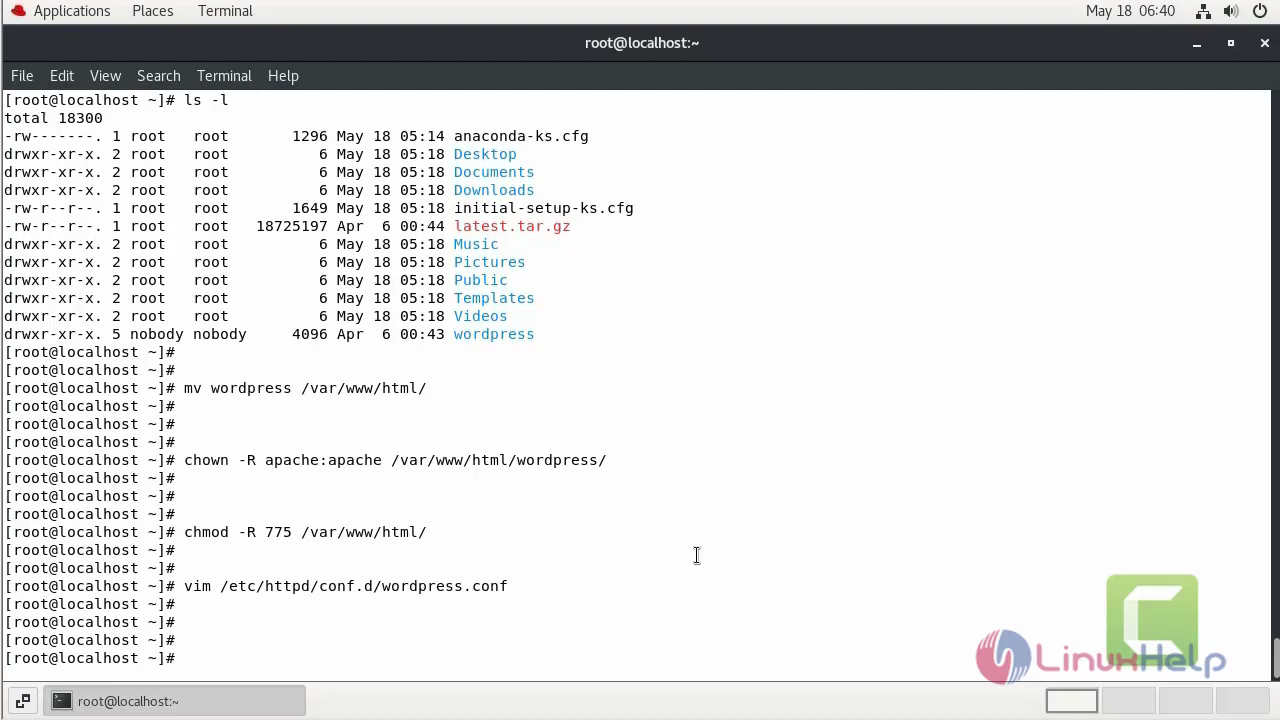 Applications Places Terminal May 18 06:40
root@localhost:~
File Edit View Search Terminal Help
[root@localhost ~]# ls -l
total 18300
-rw-------. 1 root   root       1296 May 18 05:14 anaconda-ks.cfg
drwxr-xr-x. 2 root   root          6 May 18 05:18 Desktop
drwxr-xr-x. 2 root   root          6 May 18 05:18 Documents
drwxr-xr-x. 2 root   root          6 May 18 05:18 Downloads
-rw-r--r--. 1 root   root       1649 May 18 05:18 initial-setup-ks.cfg
-rw-r--r--. 1 root   root   18725197 Apr  6 00:44 latest.tar.gz
drwxr-xr-x. 2 root   root          6 May 18 05:18 Music
drwxr-xr-x. 2 root   root          6 May 18 05:18 Pictures
drwxr-xr-x. 2 root   root          6 May 18 05:18 Public
drwxr-xr-x. 2 root   root          6 May 18 05:18 Templates
drwxr-xr-x. 2 root   root          6 May 18 05:18 Videos
drwxr-xr-x. 5 nobody nobody     4096 Apr  6 00:43 wordpress
[root@localhost ~]#
[root@localhost ~]#
[root@localhost ~]# mv wordpress /var/www/html/
[root@localhost ~]#
[root@localhost ~]#
[root@localhost ~]#
[root@localhost ~]# chown -R apache:apache /var/www/html/wordpress/
[root@localhost ~]#
[root@localhost ~]#
[root@localhost ~]#
[root@localhost ~]# chmod -R 775 /var/www/html/
[root@localhost ~]#
[root@localhost ~]#
[root@localhost ~]# vim /etc/httpd/conf.d/wordpress.conf
[root@localhost ~]#
[root@localhost ~]#
[root@localhost ~]#
[root@localhost ~]#
LinuxHelp
root@localhost:~